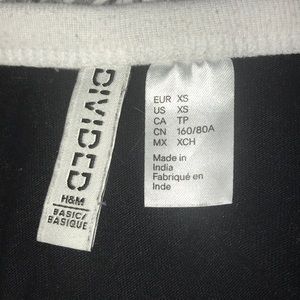 DIVIDED
H&M
BASIC/
BASIQUE
EUR XS
US XS
CA TP
CN 160/80A
MX XCH
Made in
India
Fabriqué en
Inde